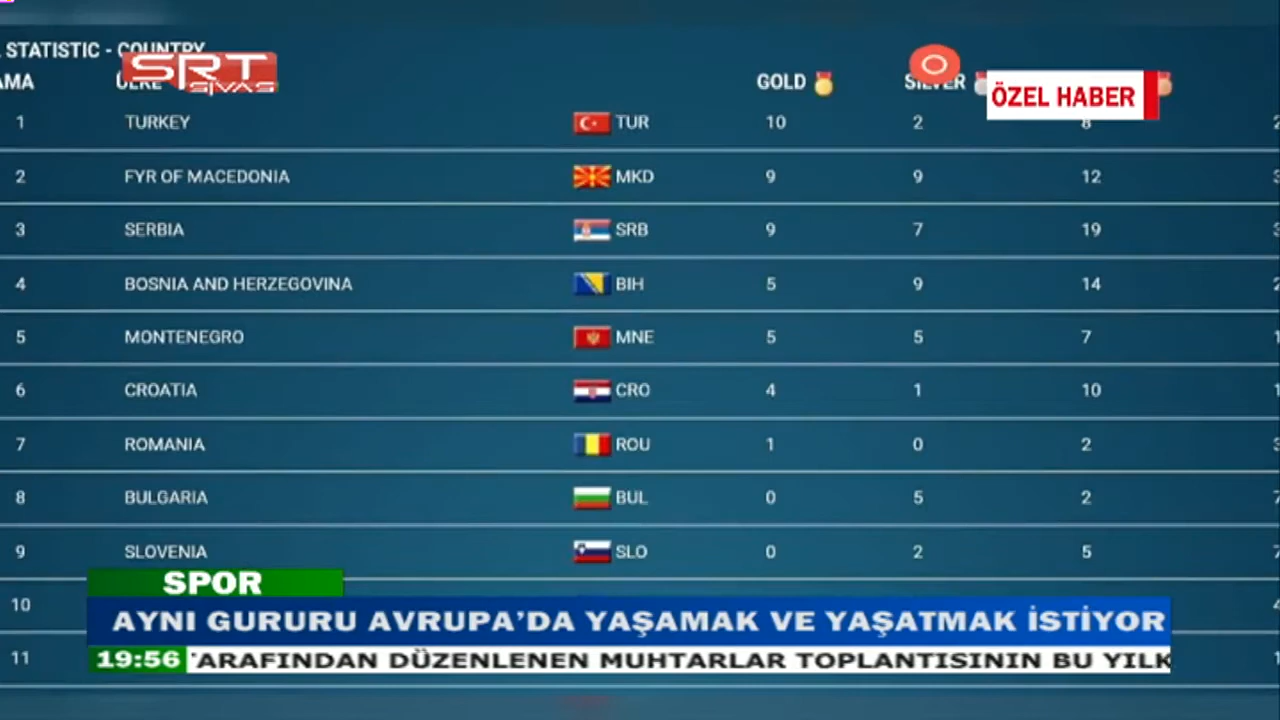 STATISTIC - COUNTRY
SRT
SİVAS
AMA ÜLKE GOLD SILVER
ÖZEL HABER
1 TURKEY TUR 10 2 8
2 FYR OF MACEDONIA MKD 9 9 12
3 SERBIA SRB 9 7 19
4 BOSNIA AND HERZEGOVINA BIH 5 9 14
5 MONTENEGRO MNE 5 5 7
6 CROATIA CRO 4 1 10
7 ROMANIA ROU 1 0 2
8 BULGARIA BUL 0 5 2
9 SLOVENIA SLO 0 2 5
10
11
SPOR
AYNI GURURU AVRUPA'DA YAŞAMAK VE YAŞATMAK İSTİYOR
19:56 'ARAFINDAN DÜZENLENEN MUHTARLAR TOPLANTISININ BU YILK